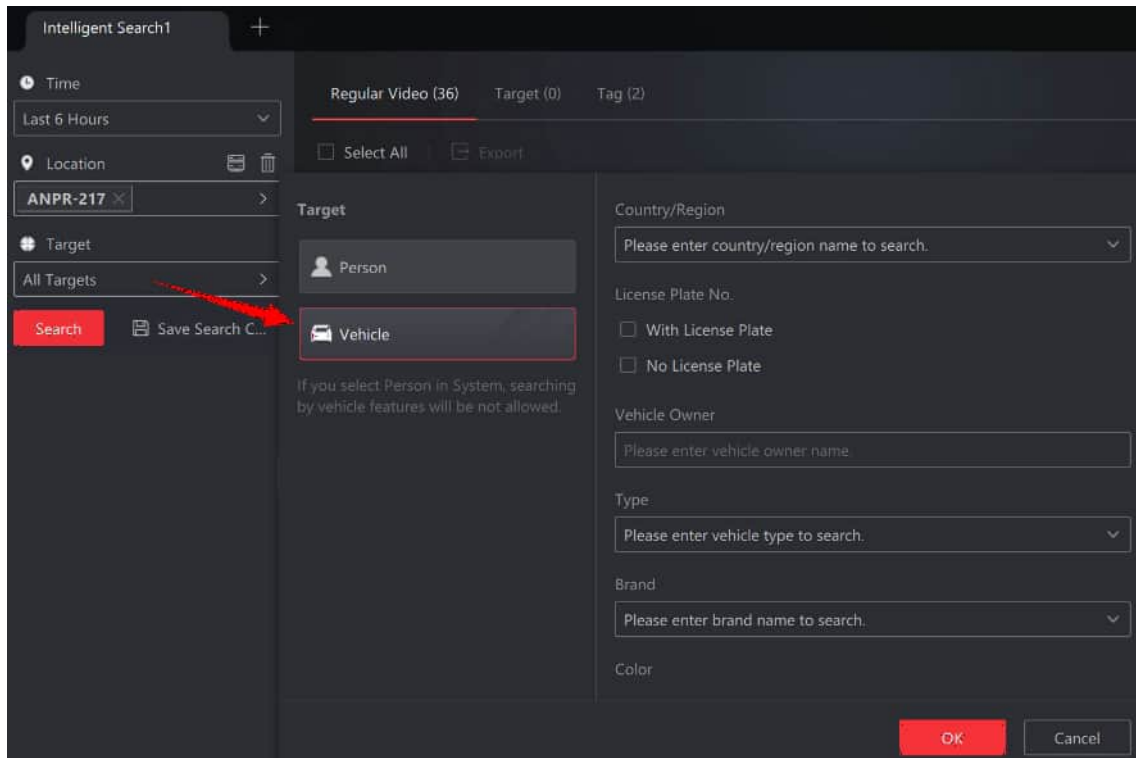 Intelligent Search1
Time
Last 6 Hours
Location
ANPR-217
Target
All Targets
Search
Save Search C...
Regular Video (36)
Target (0)
Tag (2)
Select All
Export
Target
Person
Vehicle
If you select Person in System, searching
by vehicle features will be not allowed.
Country/Region
Please enter country/region name to search.
License Plate No.
With License Plate
No License Plate
Vehicle Owner
Please enter vehicle owner name
Type
Please enter vehicle type to search.
Brand
Please enter brand name to search.
Color
OK
Cancel